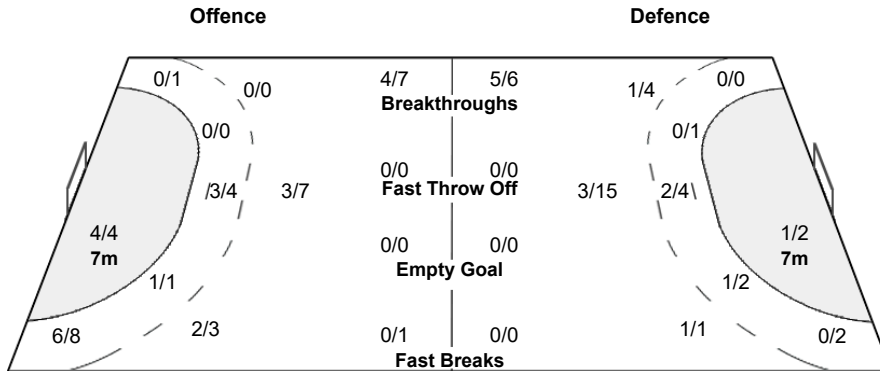 Offence Defence
0/1 4/7 5/6 0/0
0/0 1/4
Breakthroughs
0/0 0/1
0/0 0/0
3/4 3/7 Fast Throw Off 3/15 2/4
4/4 1/2
0/0 0/0
7m 7m
Empty Goal
1/1 1/2
6/8 2/3 0/1 0/0 1/1 0/2
Fast Breaks